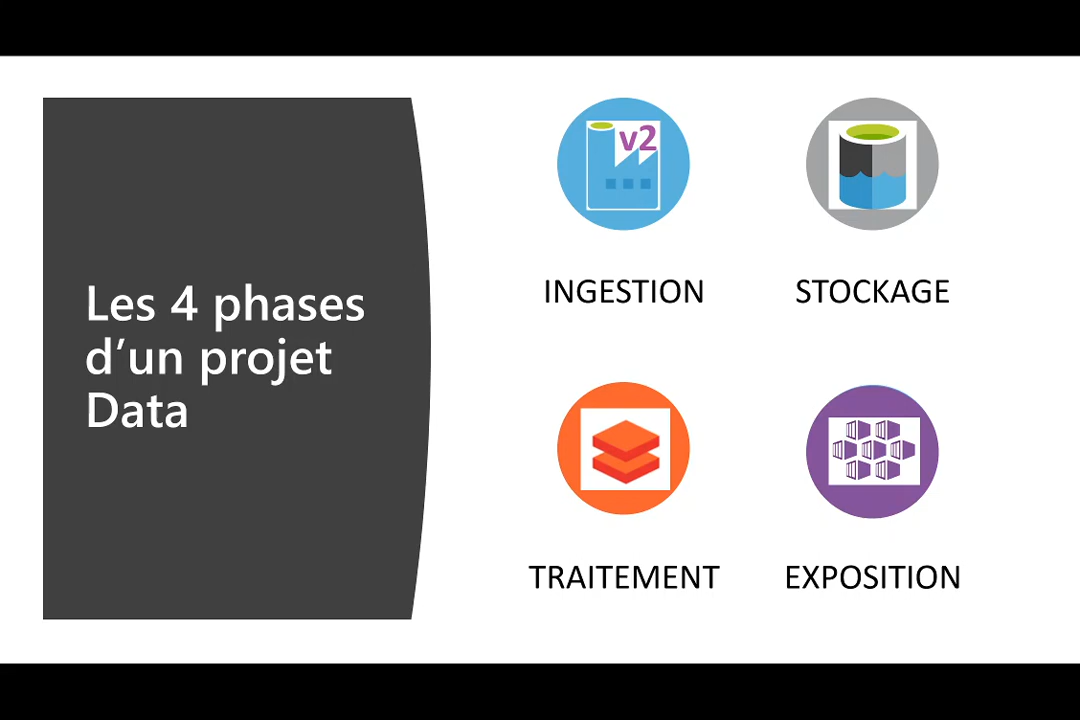 Les 4 phases
d’un projet
Data
v2
INGESTION
STOCKAGE
TRAITEMENT
EXPOSITION